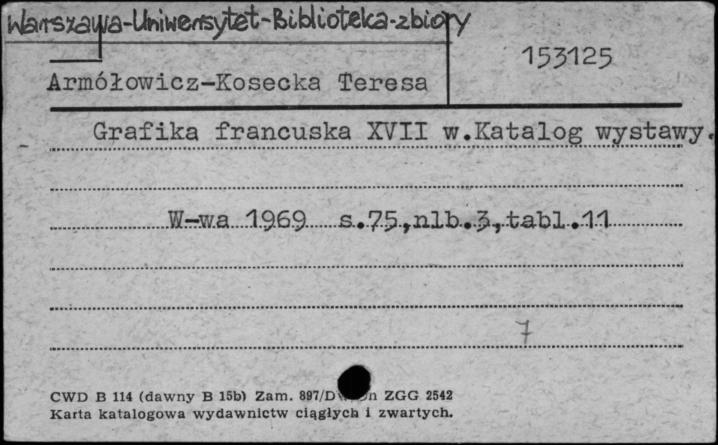 Warszawa-Uniwersytet-Biblioteka-zbiory
153125
Armółowicz-Kosecka Teresa
Grafika francuska XVII w.Katalog wystawy.
W-wa 1969 s.75,nlb.3,tabl.11
7
CWD B 114 (dawny B 15b) Zam. 897/D ZGG 2542
Karta katalogowa wydawnictw ciągłych i zwartych.